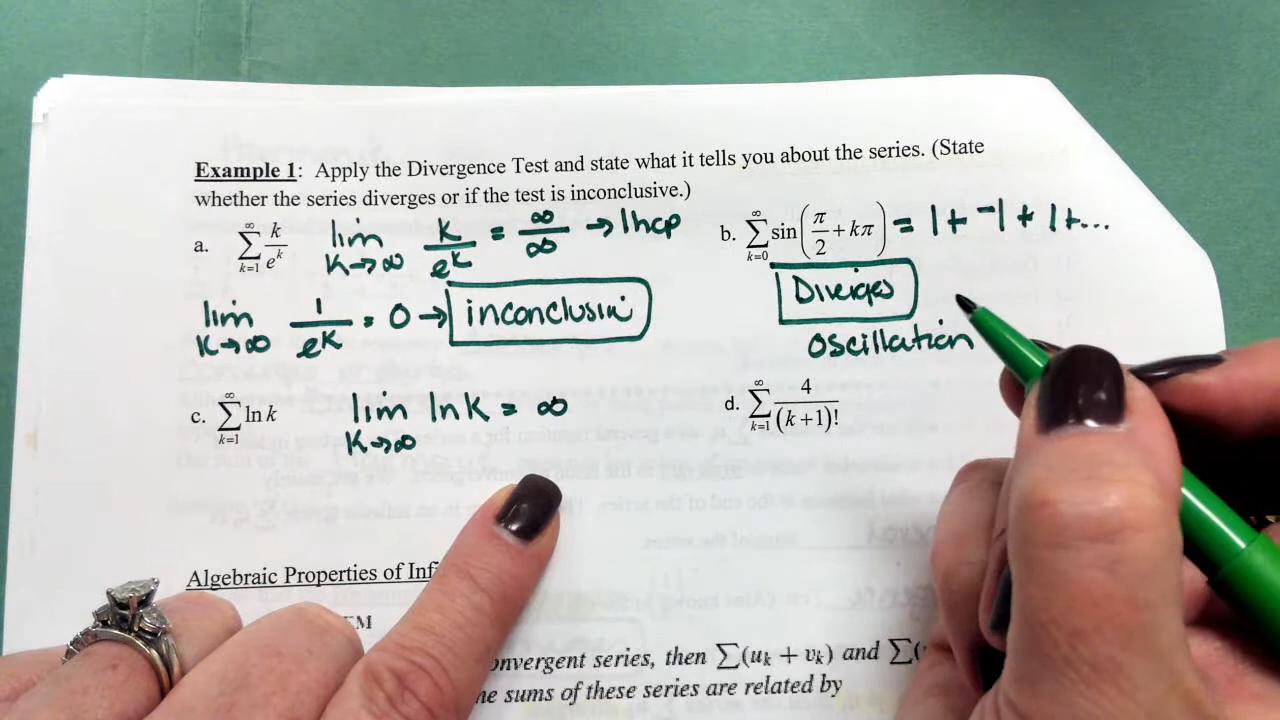 Example 1: Apply the Divergence Test and state what it tells you about the series. (State
whether the series diverges or if the test is inconclusive.)
a. ∑_{k=1}^{∞} k/e^k lim_{k→∞} k/e^k = ∞/∞ → lhop
lim_{k→∞} 1/e^k = 0 → inconclusiv
b. ∑_{k=0}^{∞} sin(π/2 + kπ) = 1 + -1 + 1 + ...
Diverges
Oscillation
c. ∑_{k=1}^{∞} ln k lim_{k→∞} ln k = ∞
d. ∑_{k=1}^{∞} 4/(k+1)!
Algebraic Properties of Inf
EM
onvergent series, then ∑(u_k + v_k) and ∑(
he sums of these series are related by